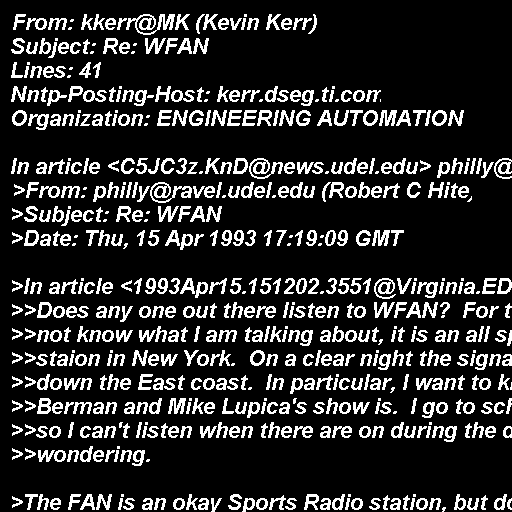 From: kkerr@MK (Kevin Kerr)
Subject: Re: WFAN
Lines: 41
Nntp-Posting-Host: kerr.dseg.ti.com
Organization: ENGINEERING AUTOMATION
In article <C5JC3z.KnD@news.udel.edu> philly@
>From: philly@ravel.udel.edu (Robert C Hite)
>Subject: Re: WFAN
>Date: Thu, 15 Apr 1993 17:19:09 GMT
>In article <1993Apr15.151202.3551@Virginia.ED
>>Does any one out there listen to WFAN?  For t
>>not know what I am talking about, it is an all sp
>>staion in New York.  On a clear night the signa
>>down the East coast.  In particular, I want to k
>>Berman and Mike Lupica's show is.  I go to sch
>>so I can't listen when there are on during the d
>>wondering.
>The FAN is an okay Sports Radio station, but do